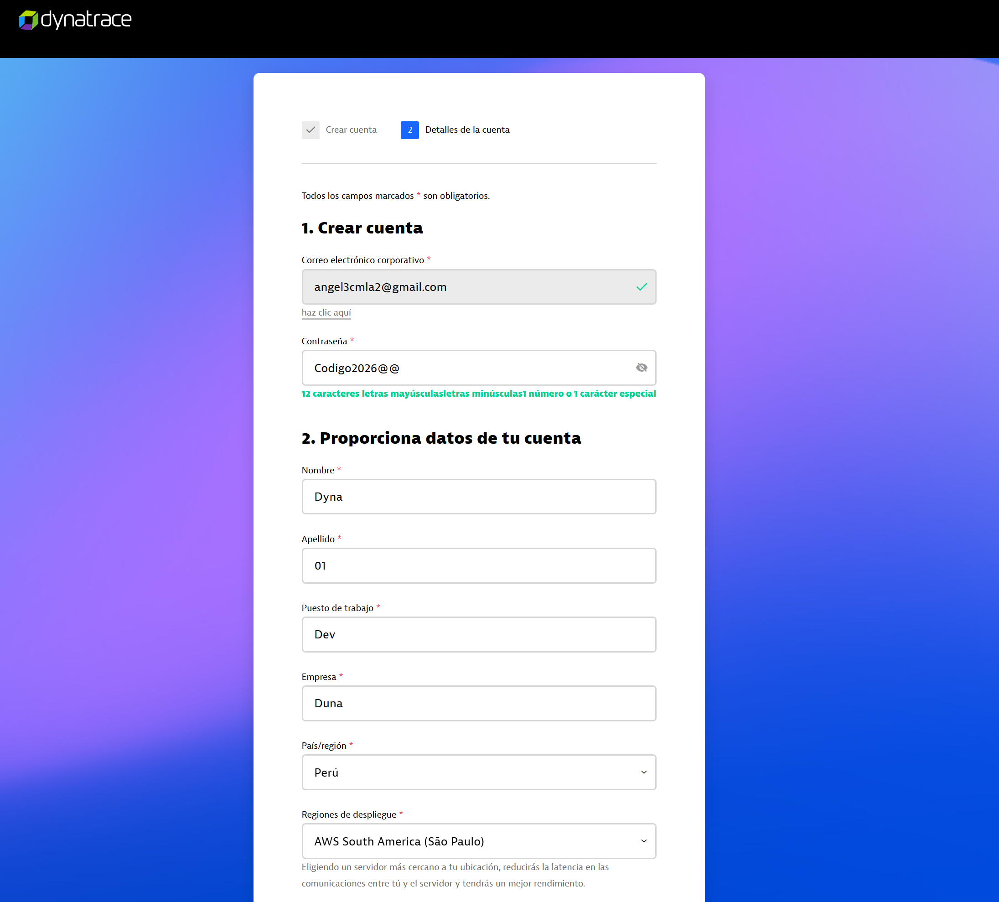 dynatrace
Crear cuenta
2 Detalles de la cuenta
Todos los campos marcados * son obligatorios.
1. Crear cuenta
Correo electrónico corporativo *
angel3cmla2@gmail.com
haz clic aquí
Contraseña *
Codigo2026@@
12 caracteres letras mayúsculasletras minúsculas1 número o 1 carácter especial
2. Proporciona datos de tu cuenta
Nombre *
Dyna
Apellido *
01
Puesto de trabajo *
Dev
Empresa *
Duna
País/región *
Perú
Regiones de despliegue *
AWS South America (São Paulo)
Eligiendo un servidor más cercano a tu ubicación, reducirás la latencia en las
comunicaciones entre tú y el servidor y tendrás un mejor rendimiento.